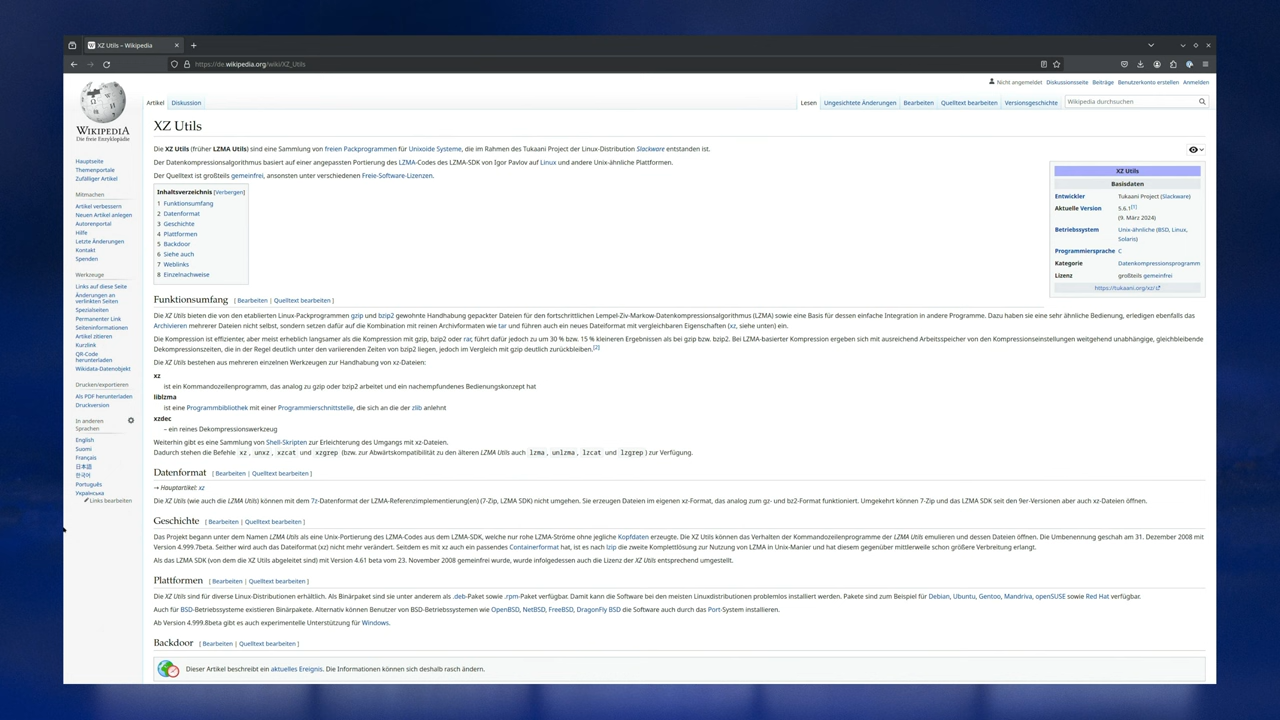 XZ Utils – Wikipedia
https://de.wikipedia.org/wiki/XZ_Utils
Nicht angemeldet Diskussionsseite Beiträge Benutzerkonto erstellen Anmelden
Artikel Diskussion
Lesen Ungesichtete Änderungen Bearbeiten Quelltext bearbeiten Versionsgeschichte
Wikipedia durchsuchen
WIKIPEDIA
Die freie Enzyklopädie
Hauptseite
Themenportale
Zufälliger Artikel
Mitmachen
Artikel verbessern
Neuen Artikel anlegen
Autorenportal
Hilfe
Letzte Änderungen
Kontakt
Spenden
Werkzeuge
Links auf diese Seite
Änderungen an
verlinkten Seiten
Spezialseiten
Permanenter Link
Seiteninformationen
Artikel zitieren
Kurzlink
QR-Code
herunterladen
Wikidata-Datenobjekt
Drucken/exportieren
Als PDF herunterladen
Druckversion
In anderen
Sprachen
English
Suomi
Français
日本語
한국어
Português
Українська
Links bearbeiten
XZ Utils
Die XZ Utils (früher LZMA Utils) sind eine Sammlung von freien Packprogrammen für Unixoide Systeme, die im Rahmen des Tukaani Project der Linux-Distribution Slackware entstanden ist.
Der Datenkompressionsalgorithmus basiert auf einer angepassten Portierung des LZMA-Codes des LZMA-SDK von Igor Pavlov auf Linux und andere Unix-ähnliche Plattformen.
Der Quelltext ist großteils gemeinfrei, ansonsten unter verschiedenen Freie-Software-Lizenzen.
Inhaltsverzeichnis [Verbergen]
1 Funktionsumfang
2 Datenformat
3 Geschichte
4 Plattformen
5 Backdoor
6 Siehe auch
7 Weblinks
8 Einzelnachweise
XZ Utils
Basisdaten
Entwickler Tukaani Project (Slackware)
Aktuelle Version 5.6.1[1]
(9. März 2024)
Betriebssystem Unix-ähnliche (BSD, Linux,
Solaris)
Programmiersprache C
Kategorie Datenkompressionsprogramm
Lizenz großteils gemeinfrei
https://tukaani.org/xz/
Funktionsumfang [ Bearbeiten | Quelltext bearbeiten ]
Die XZ Utils bieten die von den etablierten Linux-Packprogrammen gzip und bzip2 gewohnte Handhabung gepackter Dateien für den fortschrittlichen Lempel-Ziv-Markow-Datenkompressionsalgorithmus (LZMA) sowie eine Basis für dessen einfache Integration in andere Programme. Dazu haben sie eine sehr ähnliche Bedienung, erledigen ebenfalls das
Archivieren mehrerer Dateien nicht selbst, sondern setzen dafür auf die Kombination mit reinen Archivformaten wie tar und führen auch ein neues Dateiformat mit vergleichbaren Eigenschaften (xz, siehe unten) ein.
Die Kompression ist effizienter, aber meist erheblich langsamer als die Kompression mit gzip, bzip2 oder rar, führt dafür jedoch zu um 30 % bzw. 15 % kleineren Ergebnissen als bei gzip bzw. bzip2. Bei LZMA-basierter Kompression ergeben sich mit ausreichend Arbeitsspeicher von den Kompressionseinstellungen weitgehend unabhängige, gleichbleibende
Dekompressionszeiten, die in der Regel deutlich unter den variierenden Zeiten von bzip2 liegen, jedoch im Vergleich mit gzip deutlich zurückbleiben.[2]
Die XZ Utils bestehen aus mehreren einzelnen Werkzeugen zur Handhabung von xz-Dateien:
xz
ist ein Kommandozeilenprogramm, das analog zu gzip oder bzip2 arbeitet und ein nachempfundenes Bedienungskonzept hat
liblzma
ist eine Programmbibliothek mit einer Programmierschnittstelle, die sich an die der zlib anlehnt
xzdec
– ein reines Dekompressionswerkzeug
Weiterhin gibt es eine Sammlung von Shell-Skripten zur Erleichterung des Umgangs mit xz-Dateien.
Dadurch stehen die Befehle xz, unxz, xzcat und xzgrep (bzw. zur Abwärtskompatibilität zu den älteren LZMA Utils auch lzma, unlzma, lzcat und lzgrep) zur Verfügung.
Datenformat [ Bearbeiten | Quelltext bearbeiten ]
→ Hauptartikel: xz
Die XZ Utils (wie auch die LZMA Utils) können mit dem 7z-Datenformat der LZMA-Referenzimplementierung(en) (7-Zip, LZMA SDK) nicht umgehen. Sie erzeugen Dateien im eigenen xz-Format, das analog zum gz- und bz2-Format funktioniert. Umgekehrt können 7-Zip und das LZMA SDK seit den 9er-Versionen aber auch xz-Dateien öffnen.
Geschichte [ Bearbeiten | Quelltext bearbeiten ]
Das Projekt begann unter dem Namen LZMA Utils als eine Unix-Portierung des LZMA-Codes aus dem LZMA-SDK, welche nur rohe LZMA-Ströme ohne jegliche Kopfdaten erzeugte. Die XZ Utils können das Verhalten der Kommandozeilenprogramme der LZMA Utils emulieren und dessen Dateien öffnen. Die Umbenennung geschah am 31. Dezember 2008 mit
Version 4.999.7beta. Seither wird auch das Dateiformat (xz) nicht mehr verändert. Seitdem es mit xz auch ein passendes Containerformat hat, ist es nach lzip die zweite Komplettlösung zur Nutzung von LZMA in Unix-Manier und hat diesem gegenüber mittlerweile schon größere Verbreitung erlangt.
Als das LZMA SDK (von dem die XZ Utils abgeleitet sind) mit Version 4.61 beta vom 23. November 2008 gemeinfrei wurde, wurde infolgedessen auch die Lizenz der XZ Utils entsprechend umgestellt.
Plattformen [ Bearbeiten | Quelltext bearbeiten ]
Die XZ Utils sind für diverse Linux-Distributionen erhältlich. Als Binärpaket sind sie unter anderem als .deb-Paket sowie .rpm-Paket verfügbar. Damit kann die Software bei den meisten Linuxdistributionen problemlos installiert werden. Pakete sind zum Beispiel für Debian, Ubuntu, Gentoo, Mandriva, openSUSE sowie Red Hat verfügbar.
Auch für BSD-Betriebssysteme existieren Binärpakete. Alternativ können Benutzer von BSD-Betriebssystemen wie OpenBSD, NetBSD, FreeBSD, DragonFly BSD die Software auch durch das Port-System installieren.
Ab Version 4.999.8beta gibt es auch experimentelle Unterstützung für Windows.
Backdoor [ Bearbeiten | Quelltext bearbeiten ]
Dieser Artikel beschreibt ein aktuelles Ereignis. Die Informationen können sich deshalb rasch ändern.